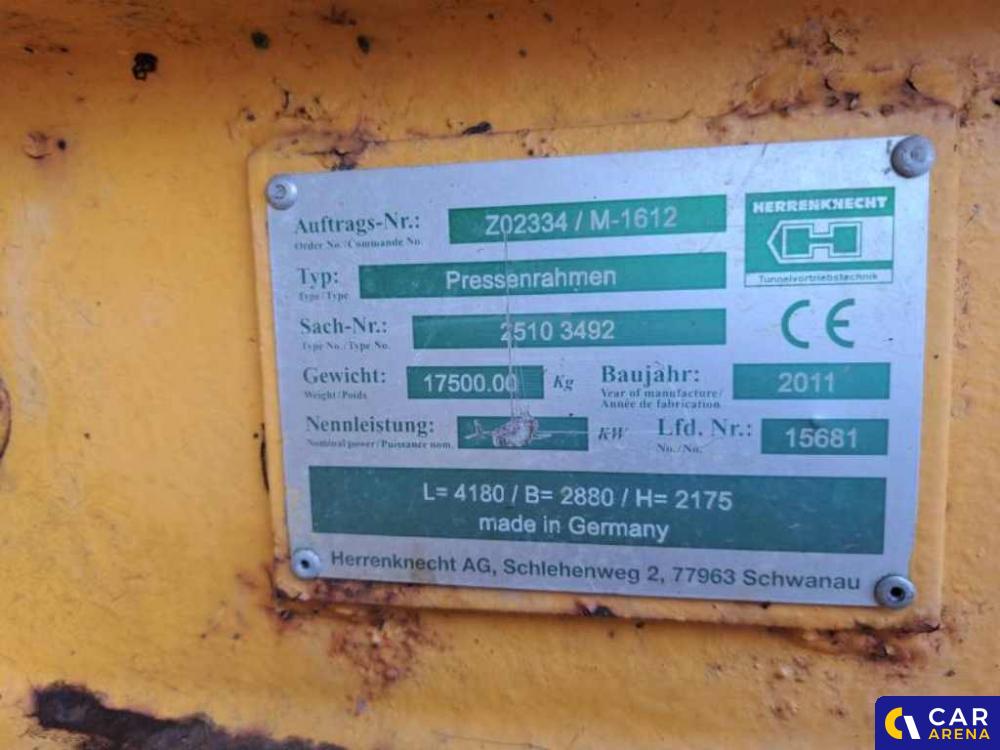 Auftrags-Nr.: Z02334 / M-1612
Order No./Commande No.
HERRENKNECHT
Tunnelvortriebstechnik
Typ: Pressenrahmen
Type/Type
Sach-Nr.: 2510 3492
Type No./Type No.
CE
Gewicht: 17500.00 Kg
Weight/Poids
Baujahr: 2011
Year of manufacture/
Année de fabrication
Nennleistung: KW
Nominal power/Puissance nom.
Lfd. Nr.: 15681
No./No.
L= 4180 / B= 2880 / H= 2175
made in Germany
Herrenknecht AG, Schlehenweg 2, 77963 Schwanau
CAR
ARENA